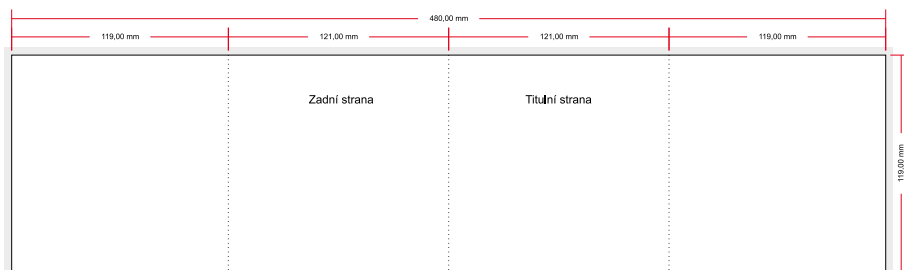 480,00 mm
119,00 mm 121,00 mm 121,00 mm 119,00 mm
Zadní strana Titulní strana
119,00 mm